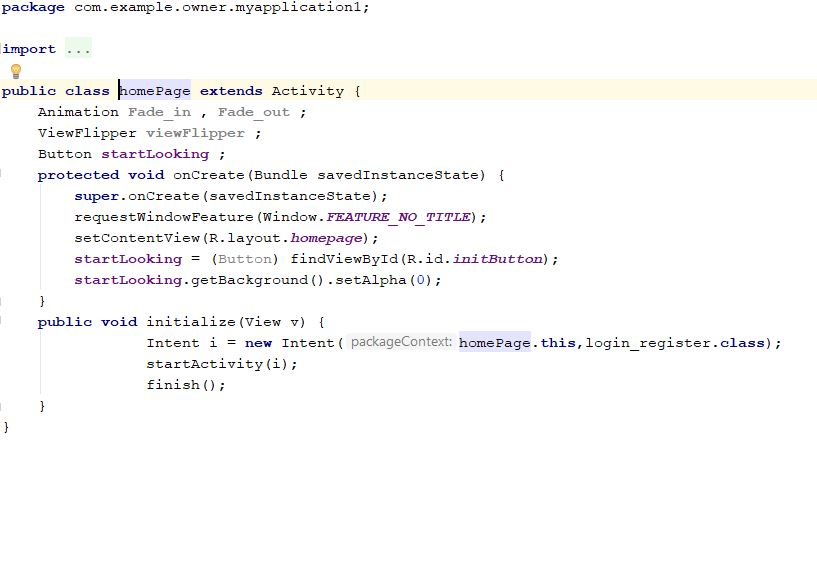 package com.example.owner.myapplication1;
import ...
public class homePage extends Activity {
Animation Fade_in , Fade_out ;
ViewFlipper viewFlipper ;
Button startLooking ;
protected void onCreate(Bundle savedInstanceState) {
super.onCreate(savedInstanceState);
requestWindowFeature(Window.FEATURE_NO_TITLE);
setContentView(R.layout.homepage);
startLooking = (Button) findViewById(R.id.initButton);
startLooking.getBackground().setAlpha(0);
}
public void initialize(View v) {
Intent i = new Intent( packageContext: homePage.this,login_register.class);
startActivity(i);
finish();
}
}